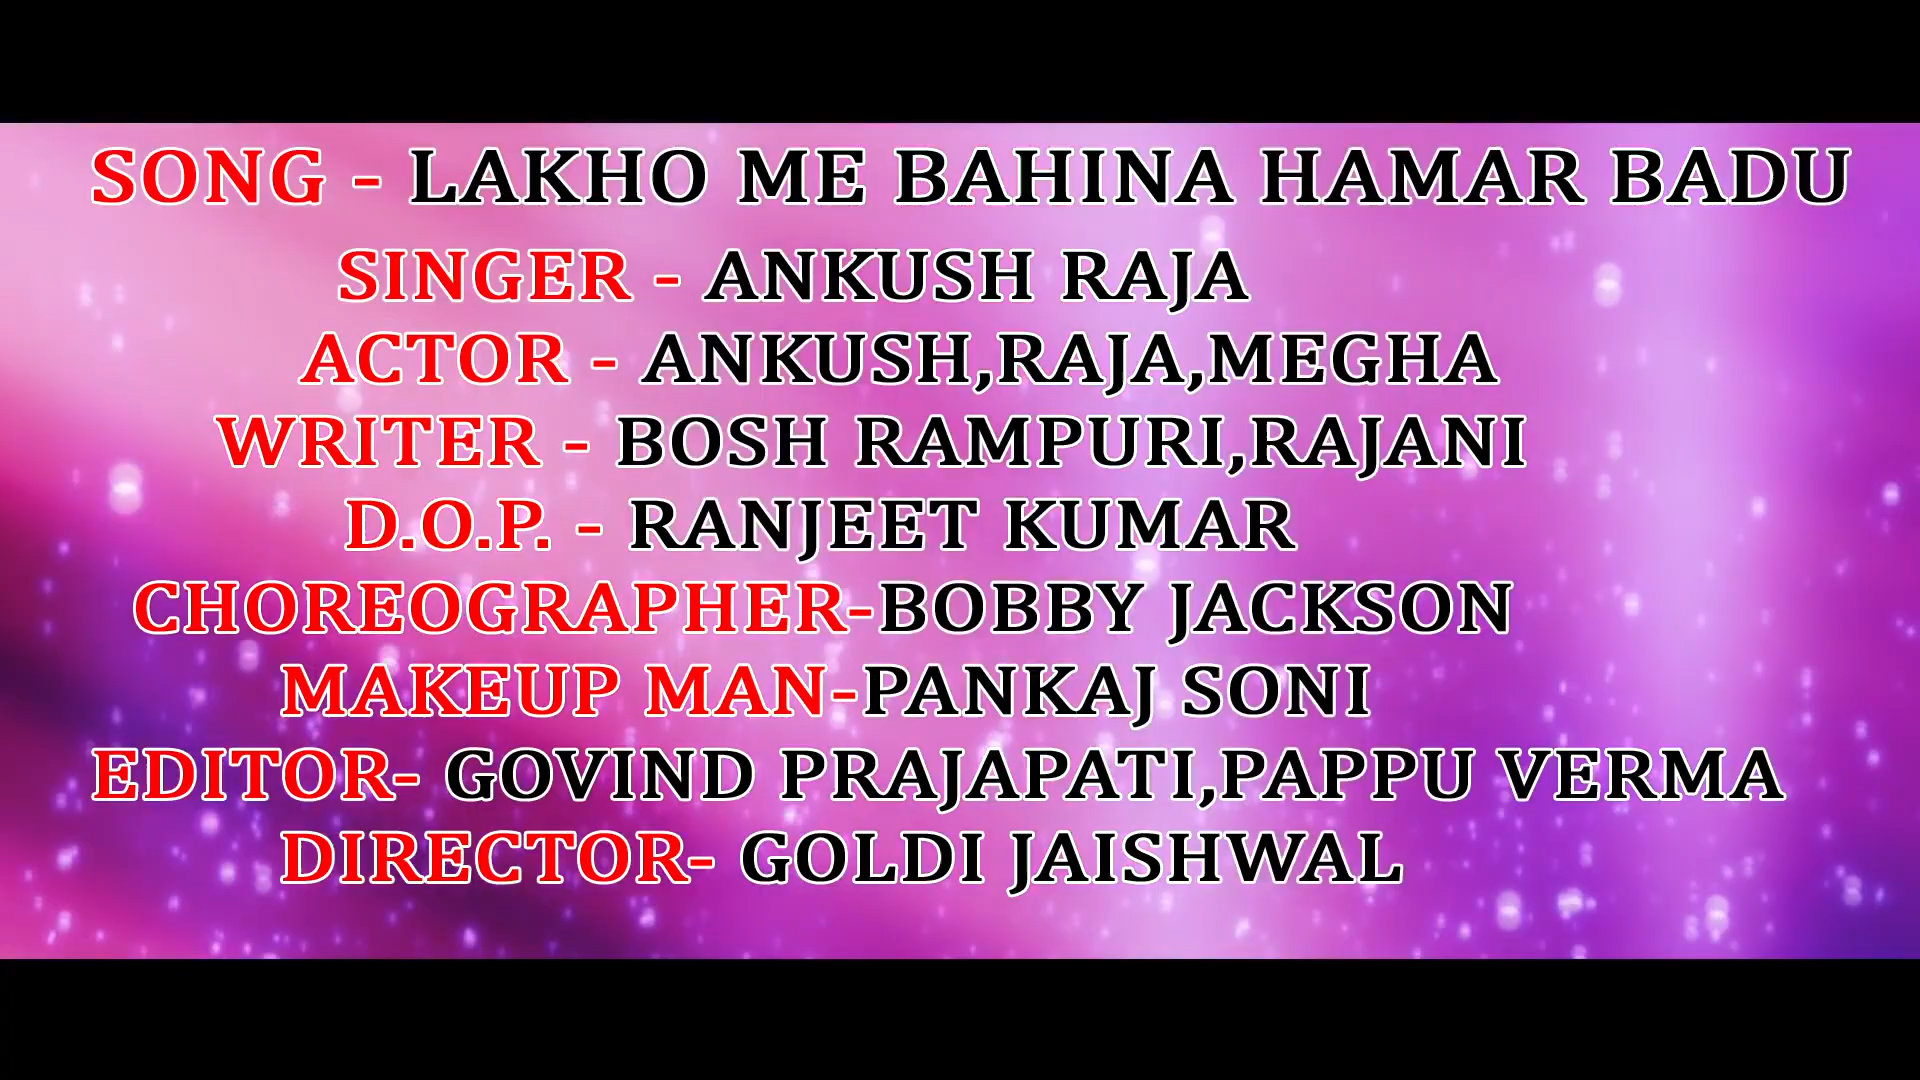 SONG - LAKHO ME BAHINA HAMAR BADU
SINGER - ANKUSH RAJA
ACTOR - ANKUSH,RAJA,MEGHA
WRITER - BOSH RAMPURI,RAJANI
D.O.P. - RANJEET KUMAR
CHOREOGRAPHER-BOBBY JACKSON
MAKEUP MAN-PANKAJ SONI
EDITOR- GOVIND PRAJAPATI,PAPPU VERMA
DIRECTOR- GOLDI JAISHWAL